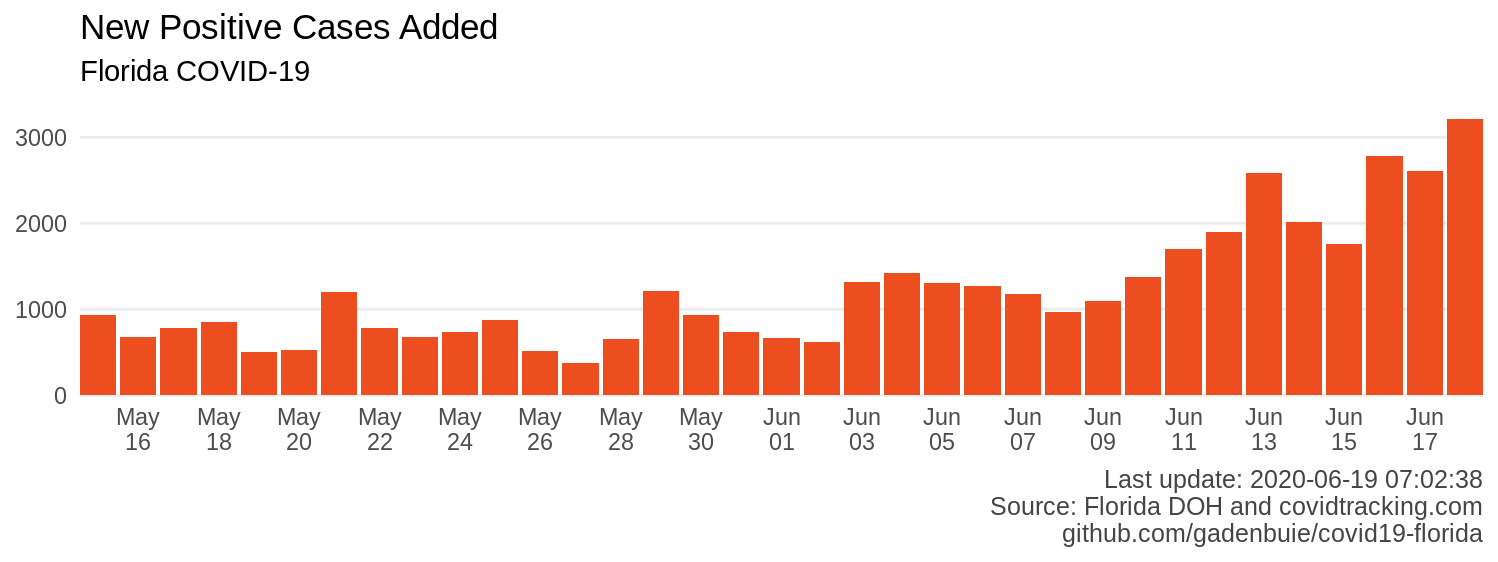 New Positive Cases Added
Florida COVID-19
3000
2000
1000
0
May May May May May May May May Jun Jun Jun Jun Jun Jun Jun Jun Jun
16 18 20 22 24 26 28 30 01 03 05 07 09 11 13 15 17
Last update: 2020-06-19 07:02:38
Source: Florida DOH and covidtracking.com
github.com/gadenbuie/covid19-florida